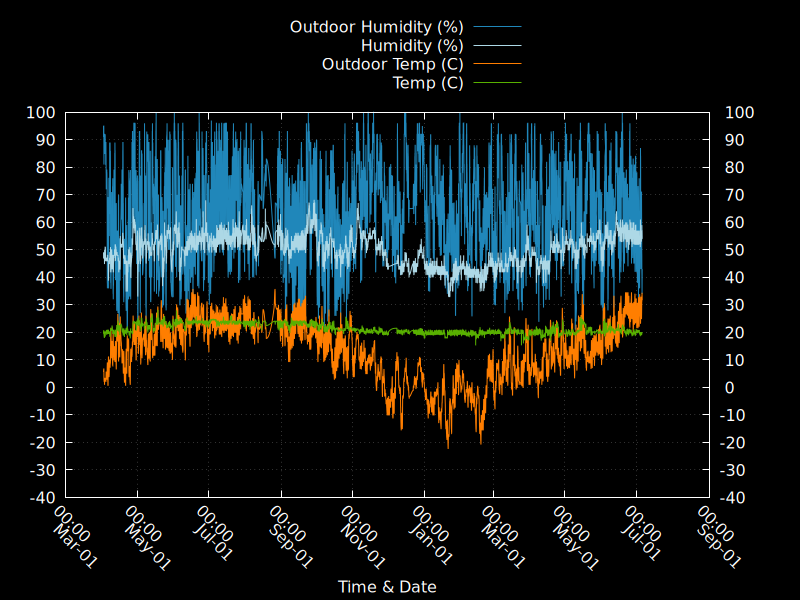 Outdoor Humidity (%)
Humidity (%)
Outdoor Temp (C)
Temp (C)
100 100
90 90
80 80
70 70
60 60
50 50
40 40
30 30
20 20
10 10
0 0
-10 -10
-20 -20
-30 -30
-40 -40
00:00
Mar-01
00:00
May-01
00:00
Jul-01
00:00
Sep-01
00:00
Nov-01
00:00
Jan-01
00:00
Mar-01
00:00
May-01
00:00
Jul-01
00:00
Sep-01
Time & Date